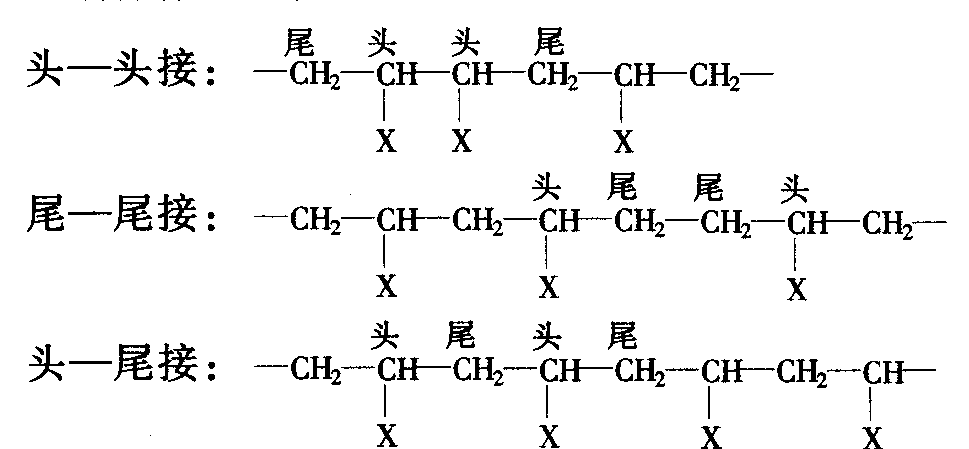 尾 头 头 尾
头—头接： —CH₂—CH—CH—CH₂—CH—CH₂—
X X X
头 尾 尾 头
尾—尾接： —CH₂—CH—CH₂—CH—CH₂—CH₂—CH—CH₂—
X X X
头 尾 头 尾
头—尾接： —CH₂—CH—CH₂—CH—CH₂—CH—CH₂—CH—
X X X X